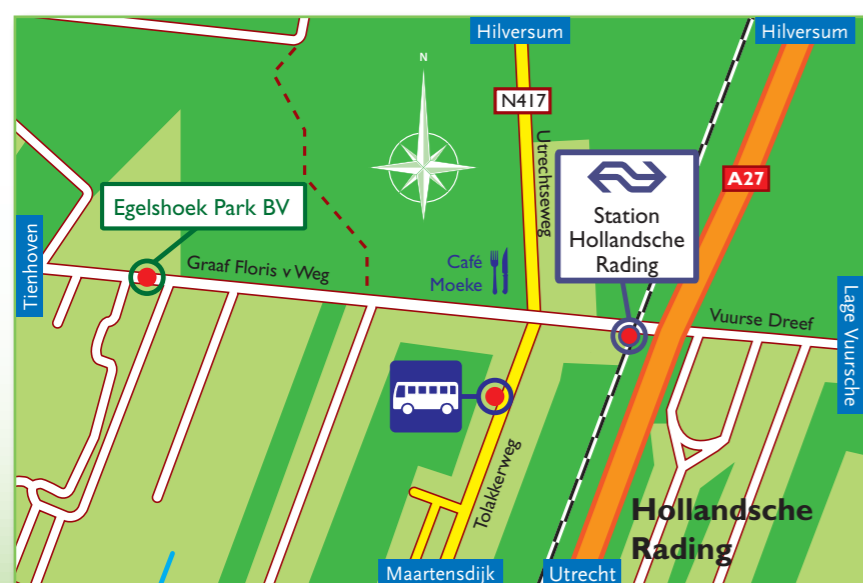 Hilversum
Hilversum
N
N417
Utrechtseweg
A27
Station
Hollandsche
Rading
Egelshoek Park BV
Tienhoven
Graaf Floris v Weg
Café
Moeke
Vuurse Dreef
Lage Vuursche
Tolakkerweg
Hollandsche
Rading
Maartensdijk
Utrecht